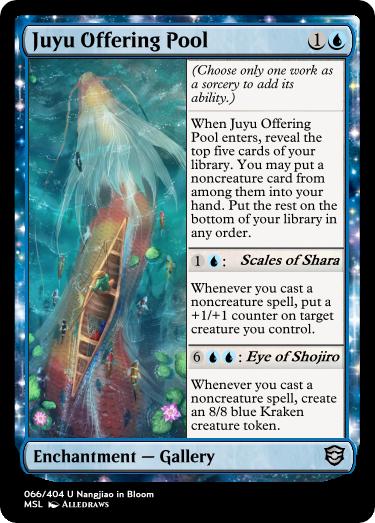 Juyu Offering Pool 1
(Choose only one work as
a sorcery to add its
ability.)
When Juyu Offering
Pool enters, reveal the
top five cards of your
library. You may put a
noncreature card from
among them into your
hand. Put the rest on the
bottom of your library in
any order.
1 : Scales of Shara
Whenever you cast a
noncreature spell, put a
+1/+1 counter on target
creature you control.
6 : Eye of Shojiro
Whenever you cast a
noncreature spell, create
an 8/8 blue Kraken
creature token.
Enchantment — Gallery
066/404 U Nangjiao in Bloom
MSL Alledraws